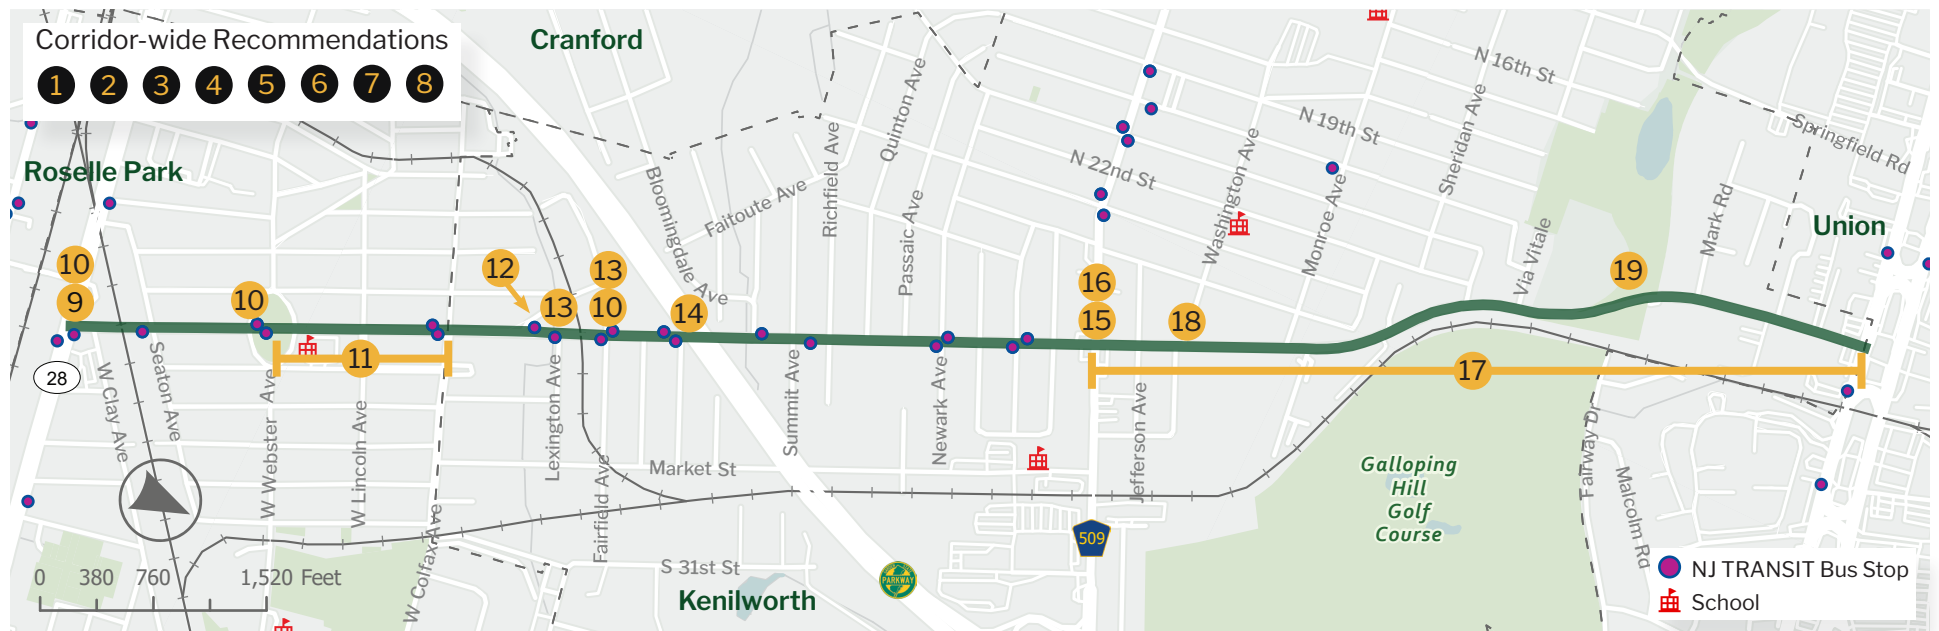 Corridor-wide Recommendations
1 2 3 4 5 6 7 8
Cranford
Roselle Park
Union
Kenilworth
N 16th St
N 19th St
N 22nd St
Springfield Rd
Sheridan Ave
Washington Ave
Monroe Ave
Mark Rd
Via Vitale
Quinton Ave
Richfield Ave
Passaic Ave
Faitoute Ave
Bloomingdale Ave
10
9
10
11
12
13
13
10
14
16
15
18
19
17
28
W Clay Ave
Seaton Ave
W Webster Ave
W Lincoln Ave
W Colfax Ave
Lexington Ave
Fairfield Ave
Market St
Summit Ave
Newark Ave
Jefferson Ave
S 31st St
Fairway Dr
Malcolm Rd
Galloping
Hill
Golf
Course
509
PARKWAY
0 380 760 1,520 Feet
NJ TRANSIT Bus Stop
School